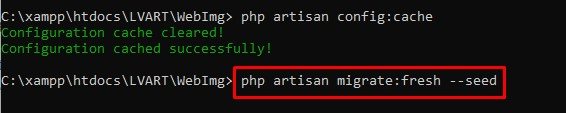 C:\xampp\htdocs\LVART\WebImg> php artisan config:cache
Configuration cache cleared!
Configuration cached successfully!
C:\xampp\htdocs\LVART\WebImg> php artisan migrate:fresh --seed